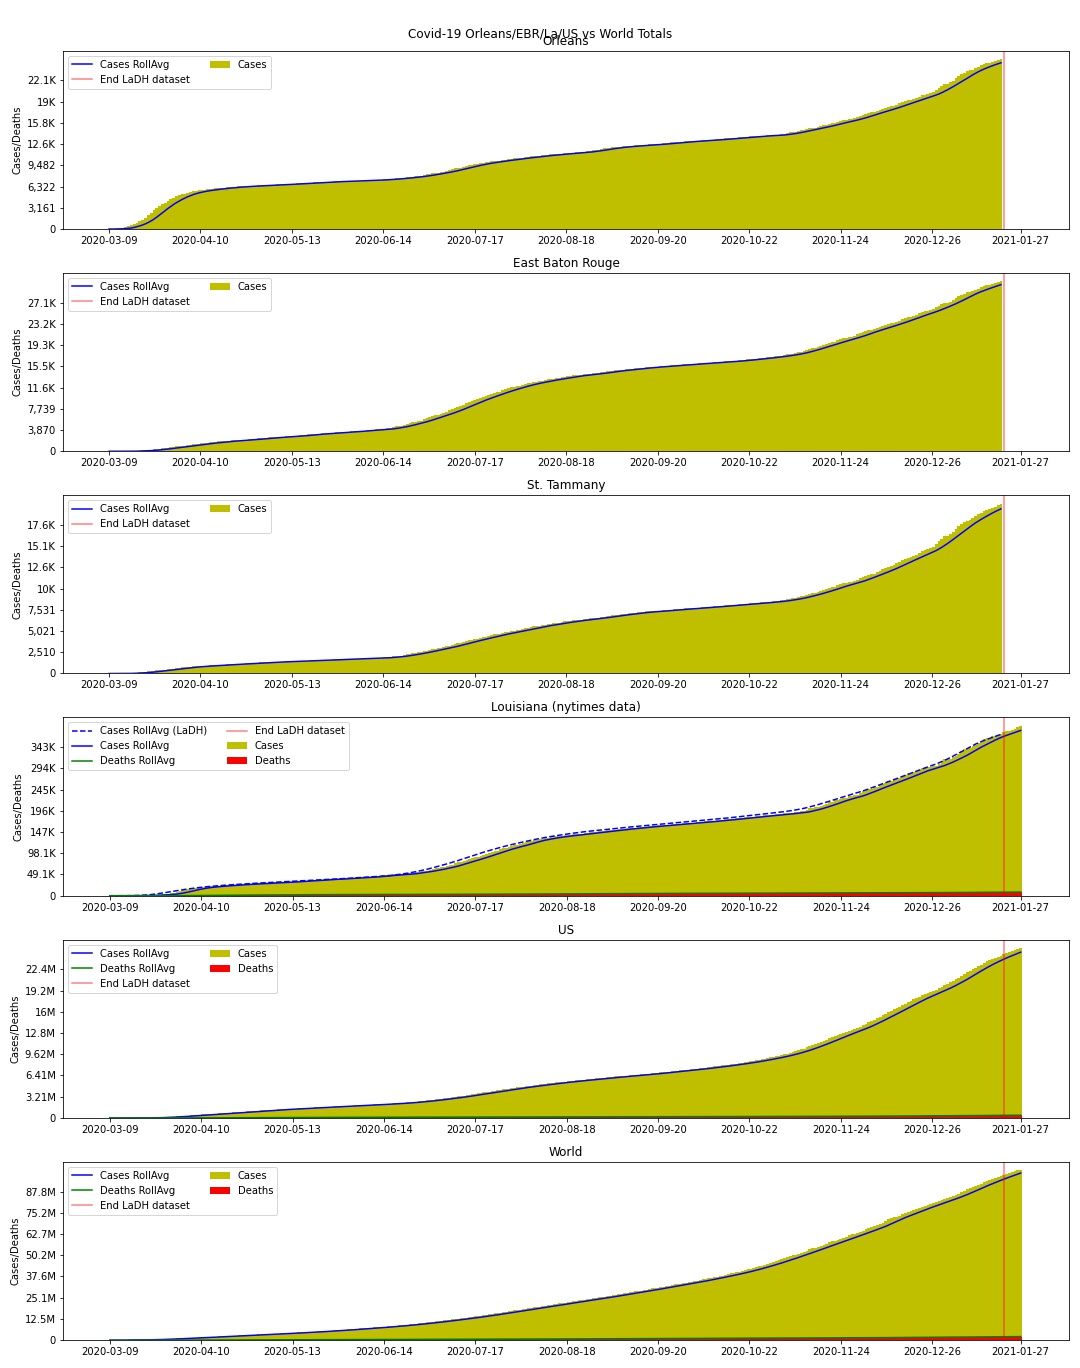 Covid-19 Orleans/EBR/La/US vs World Totals
Orleans
Cases RollAvg
End LaDH dataset
Cases
Cases/Deaths
22.1K
19K
15.8K
12.6K
9,482
6,322
3,161
0
2020-03-09 2020-04-10 2020-05-13 2020-06-14 2020-07-17 2020-08-18 2020-09-20 2020-10-22 2020-11-24 2020-12-26 2021-01-27
East Baton Rouge
Cases RollAvg
End LaDH dataset
Cases
Cases/Deaths
27.1K
23.2K
19.3K
15.5K
11.6K
7,739
3,870
0
2020-03-09 2020-04-10 2020-05-13 2020-06-14 2020-07-17 2020-08-18 2020-09-20 2020-10-22 2020-11-24 2020-12-26 2021-01-27
St. Tammany
Cases RollAvg
End LaDH dataset
Cases
Cases/Deaths
17.6K
15.1K
12.6K
10K
7,531
5,021
2,510
0
2020-03-09 2020-04-10 2020-05-13 2020-06-14 2020-07-17 2020-08-18 2020-09-20 2020-10-22 2020-11-24 2020-12-26 2021-01-27
Louisiana (nytimes data)
Cases RollAvg (LaDH)
Cases RollAvg
Deaths RollAvg
End LaDH dataset
Cases
Deaths
Cases/Deaths
343K
294K
245K
196K
147K
98.1K
49.1K
0
2020-03-09 2020-04-10 2020-05-13 2020-06-14 2020-07-17 2020-08-18 2020-09-20 2020-10-22 2020-11-24 2020-12-26 2021-01-27
US
Cases RollAvg
Deaths RollAvg
End LaDH dataset
Cases
Deaths
Cases/Deaths
22.4M
19.2M
16M
12.8M
9.62M
6.41M
3.21M
0
2020-03-09 2020-04-10 2020-05-13 2020-06-14 2020-07-17 2020-08-18 2020-09-20 2020-10-22 2020-11-24 2020-12-26 2021-01-27
World
Cases RollAvg
Deaths RollAvg
End LaDH dataset
Cases
Deaths
Cases/Deaths
87.8M
75.2M
62.7M
50.2M
37.6M
25.1M
12.5M
0
2020-03-09 2020-04-10 2020-05-13 2020-06-14 2020-07-17 2020-08-18 2020-09-20 2020-10-22 2020-11-24 2020-12-26 2021-01-27